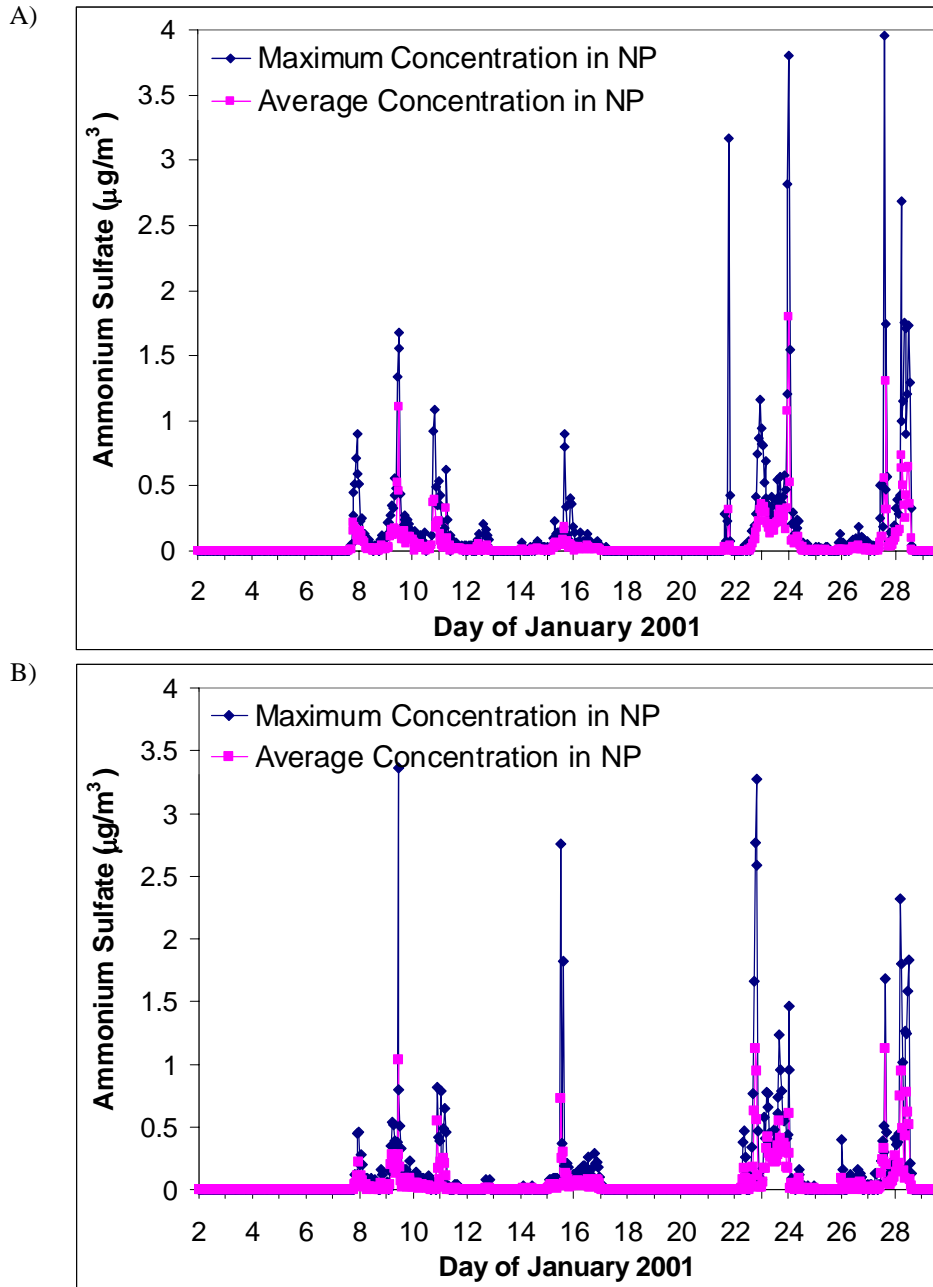 A)
4
3.5
3
2.5
2
1.5
1
0.5
0
Ammonium Sulfate (μg/m³ )
Maximum Concentration in NP
Average Concentration in NP
2 4 6 8 10 12 14 16 18 20 22 24 26 28
Day of January 2001
B)
4
3.5
3
2.5
2
1.5
1
0.5
0
Ammonium Sulfate (μg/m³ )
Maximum Concentration in NP
Average Concentration in NP
2 4 6 8 10 12 14 16 18 20 22 24 26 28
Day of January 2001